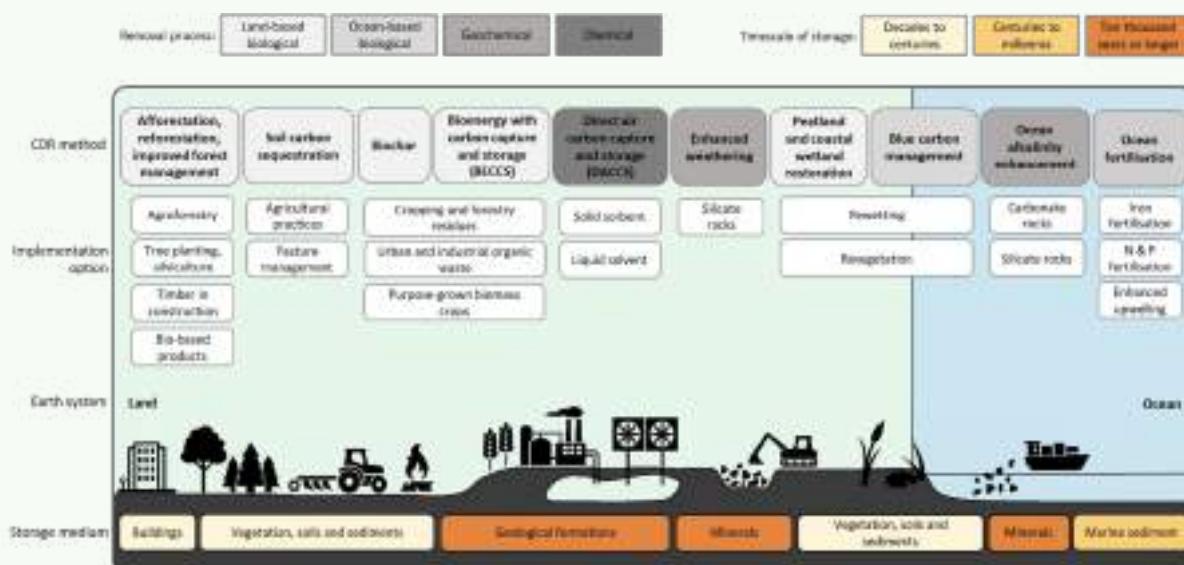 Removal process:
Land-based
biological
Ocean-based
biological
Geochemical
Chemical
Timescale of storage:
Decades to
centuries
Centuries to
millennia
Ten thousand
years or longer
CDR method
Afforestation,
reforestation,
improved forest
management
Soil carbon
sequestration
Biochar
Bioenergy with
carbon capture
and storage
(BECCS)
Direct air
carbon capture
and storage
(DACCS)
Enhanced
weathering
Peatland
and coastal
wetland
restoration
Blue carbon
management
Ocean
alkalinity
enhancement
Ocean
fertilisation
Implementation
option
Agroforestry
Tree planting,
silviculture
Timber in
construction
Bio-based
products
Agricultural
practices
Pasture
management
Cropping and forestry
residues
Urban and industrial organic
waste
Purpose-grown biomass
crops
Solid sorbent
Liquid solvent
Silicate
rocks
Rewetting
Revegetation
Carbonate
rocks
Silicate rocks
Iron
fertilisation
N & P
fertilisation
Enhanced
upwelling
Earth system
Land
Ocean
Storage medium
Buildings
Vegetation, soils and sediments
Geological formations
Minerals
Vegetation, soils and
sediments
Minerals
Marine sediment